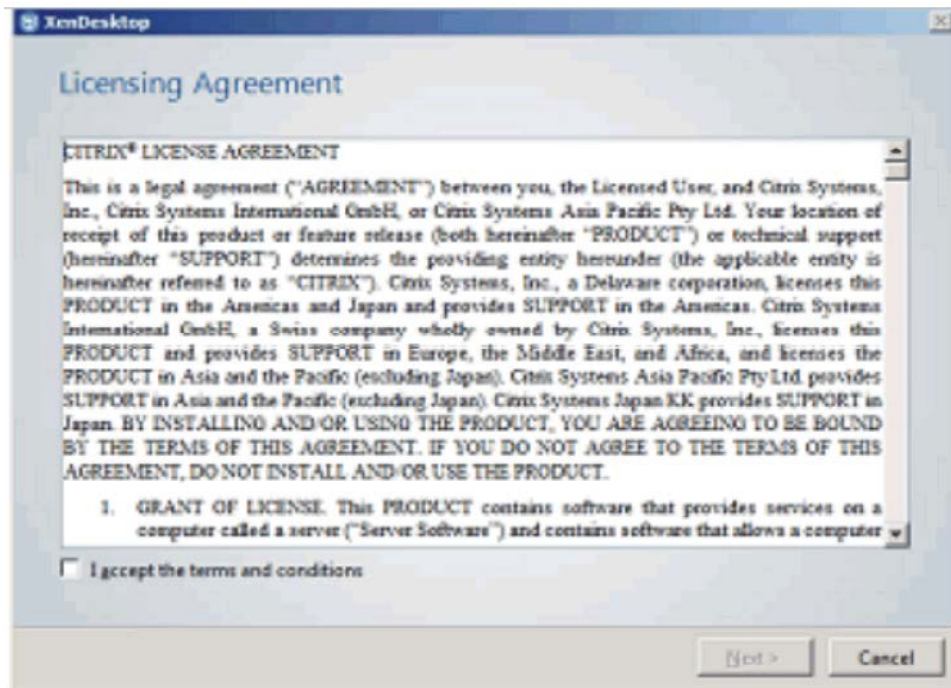 XenDesktop
Licensing Agreement
CITRIX® LICENSE AGREEMENT
This is a legal agreement ("AGREEMENT") between you, the Licensed User, and Citrix Systems,
Inc., Citrix Systems International GmbH, or Citrix Systems Asia Pacific Pty Ltd. Your location of
receipt of this product or feature release (both hereinafter "PRODUCT") or technical support
(hereinafter "SUPPORT") determines the providing entity hereunder (the applicable entity is
hereinafter referred to as "CITRIX"). Citrix Systems, Inc., a Delaware corporation, licenses this
PRODUCT in the Americas and Japan and provides SUPPORT in the Americas. Citrix Systems
International GmbH, a Swiss company wholly owned by Citrix Systems, Inc., licenses this
PRODUCT and provides SUPPORT in Europe, the Middle East, and Africa, and licenses the
PRODUCT in Asia and the Pacific (excluding Japan). Citrix Systems Asia Pacific Pty Ltd. provides
SUPPORT in Asia and the Pacific (excluding Japan). Citrix Systems Japan KK provides SUPPORT in
Japan. BY INSTALLING AND/OR USING THE PRODUCT, YOU ARE AGREEING TO BE BOUND
BY THE TERMS OF THIS AGREEMENT. IF YOU DO NOT AGREE TO THE TERMS OF THIS
AGREEMENT, DO NOT INSTALL AND/OR USE THE PRODUCT.
1. GRANT OF LICENSE. This PRODUCT contains software that provides services on a
computer called a server ("Server Software") and contains software that allows a computer
I accept the terms and conditions
Next >
Cancel